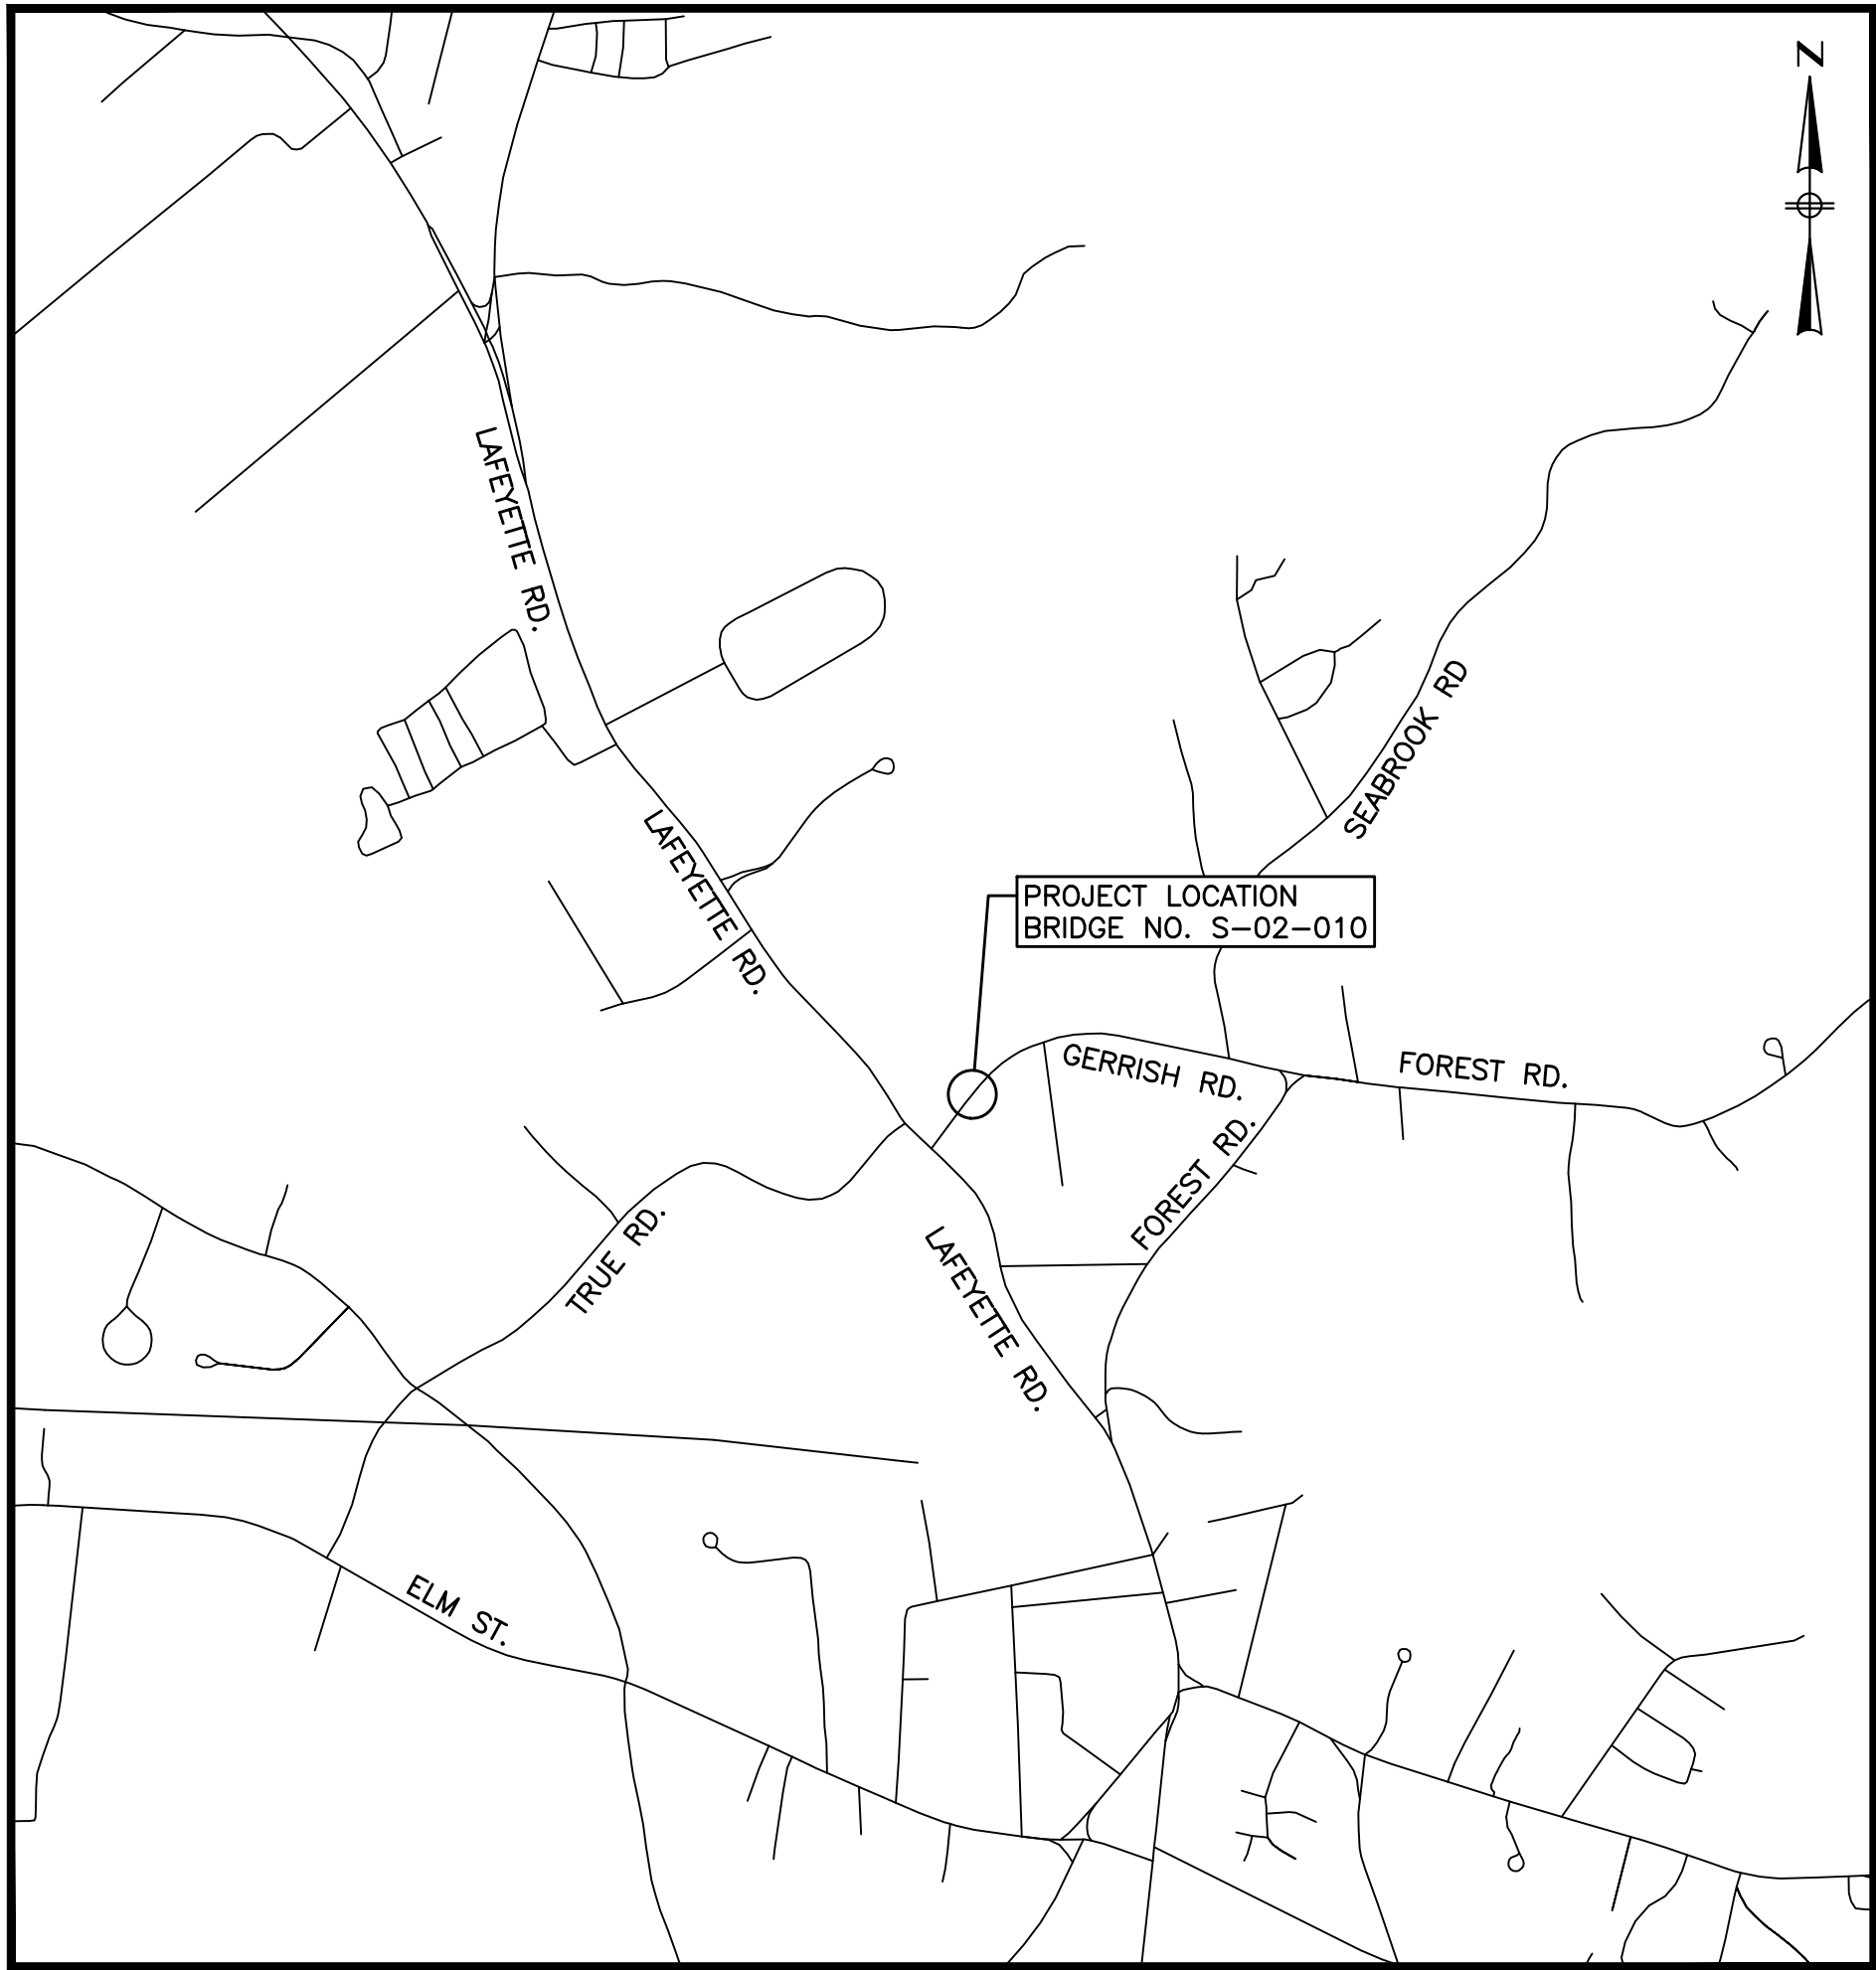 N
LAFEYETTE RD.
SEABROOK RD
LAFEYETTE RD.
PROJECT LOCATION
BRIDGE NO. S-02-010
GERRISH RD.
FOREST RD.
FOREST RD.
TRUE RD.
LAFEYETTE RD.
ELM ST.